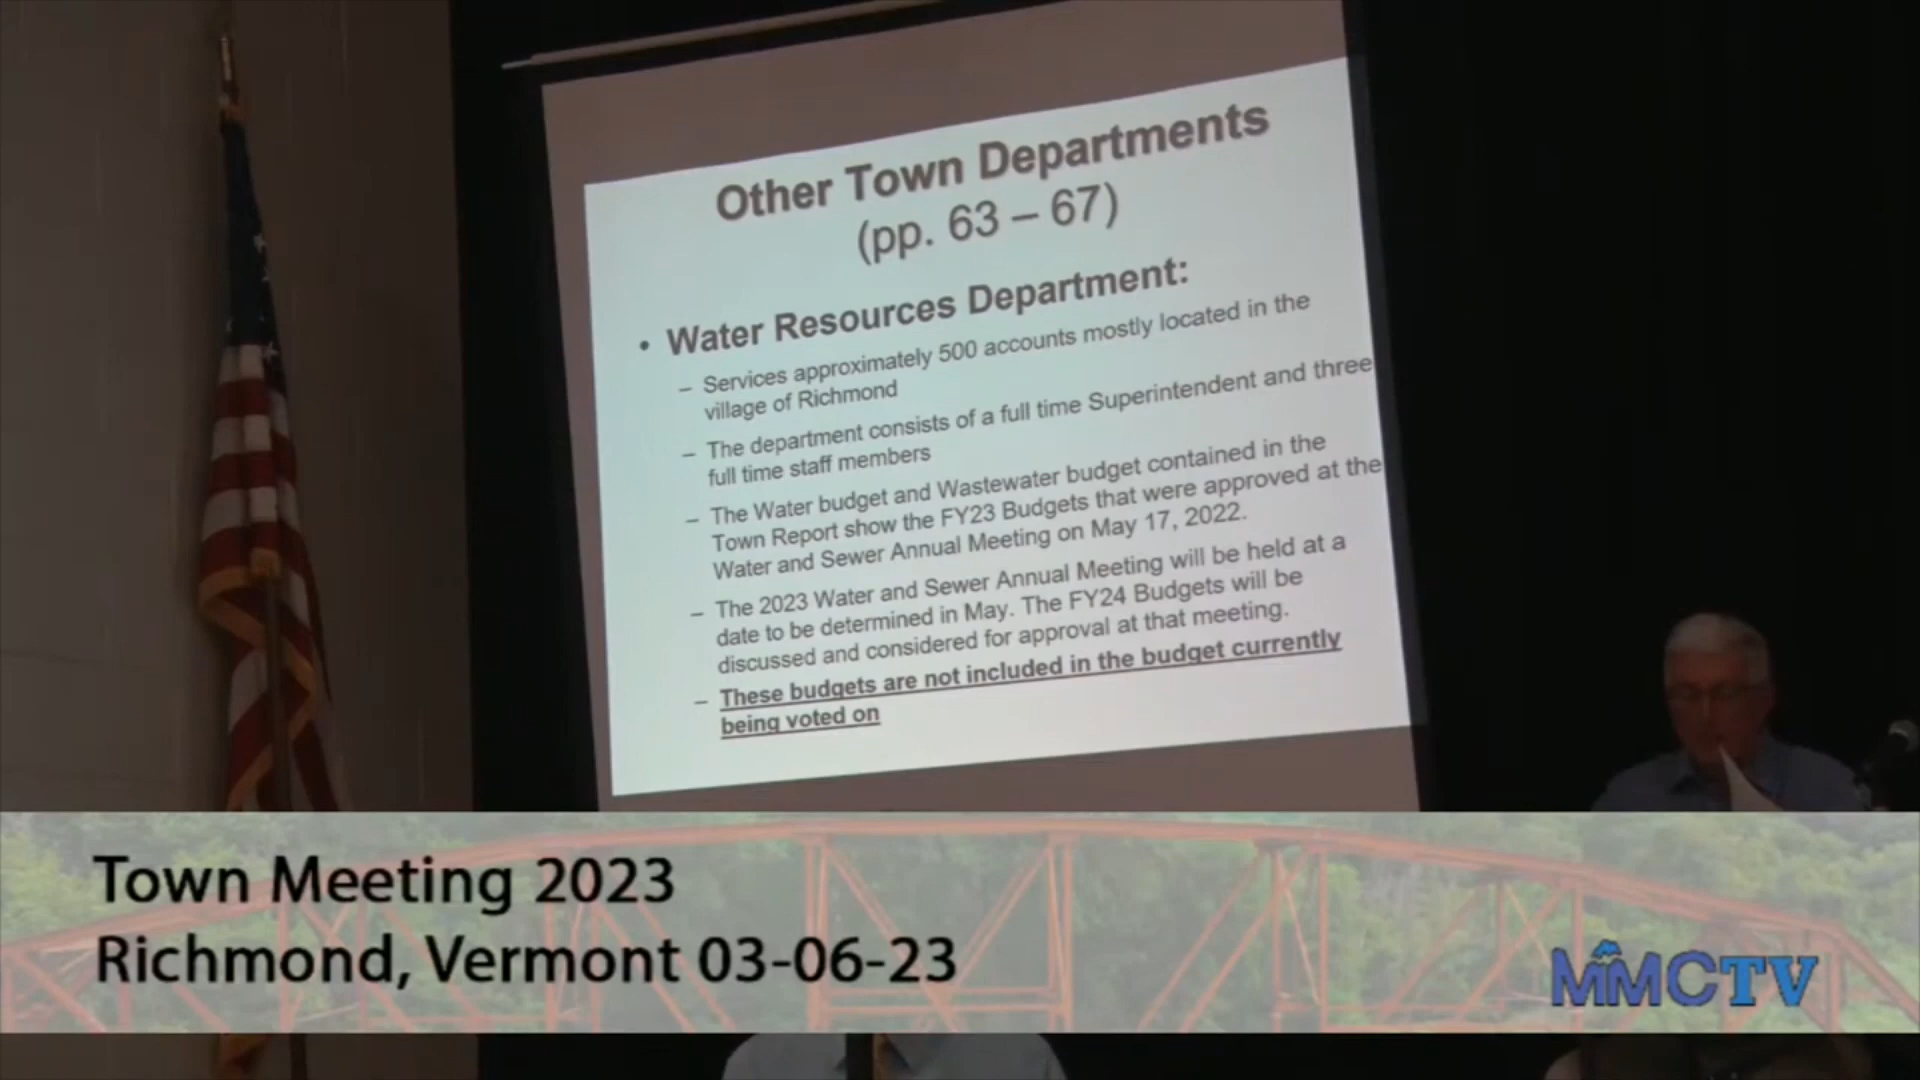 Other Town Departments
(pp. 63 – 67)
• Water Resources Department:
– Services approximately 500 accounts mostly located in the
village of Richmond
– The department consists of a full time Superintendent and three
full time staff members
– The Water budget and Wastewater budget contained in the
Town Report show the FY23 Budgets that were approved at the
Water and Sewer Annual Meeting on May 17, 2022.
– The 2023 Water and Sewer Annual Meeting will be held at a
date to be determined in May. The FY24 Budgets will be
discussed and considered for approval at that meeting.
– These budgets are not included in the budget currently
being voted on
Town Meeting 2023
Richmond, Vermont 03-06-23
MMCTV